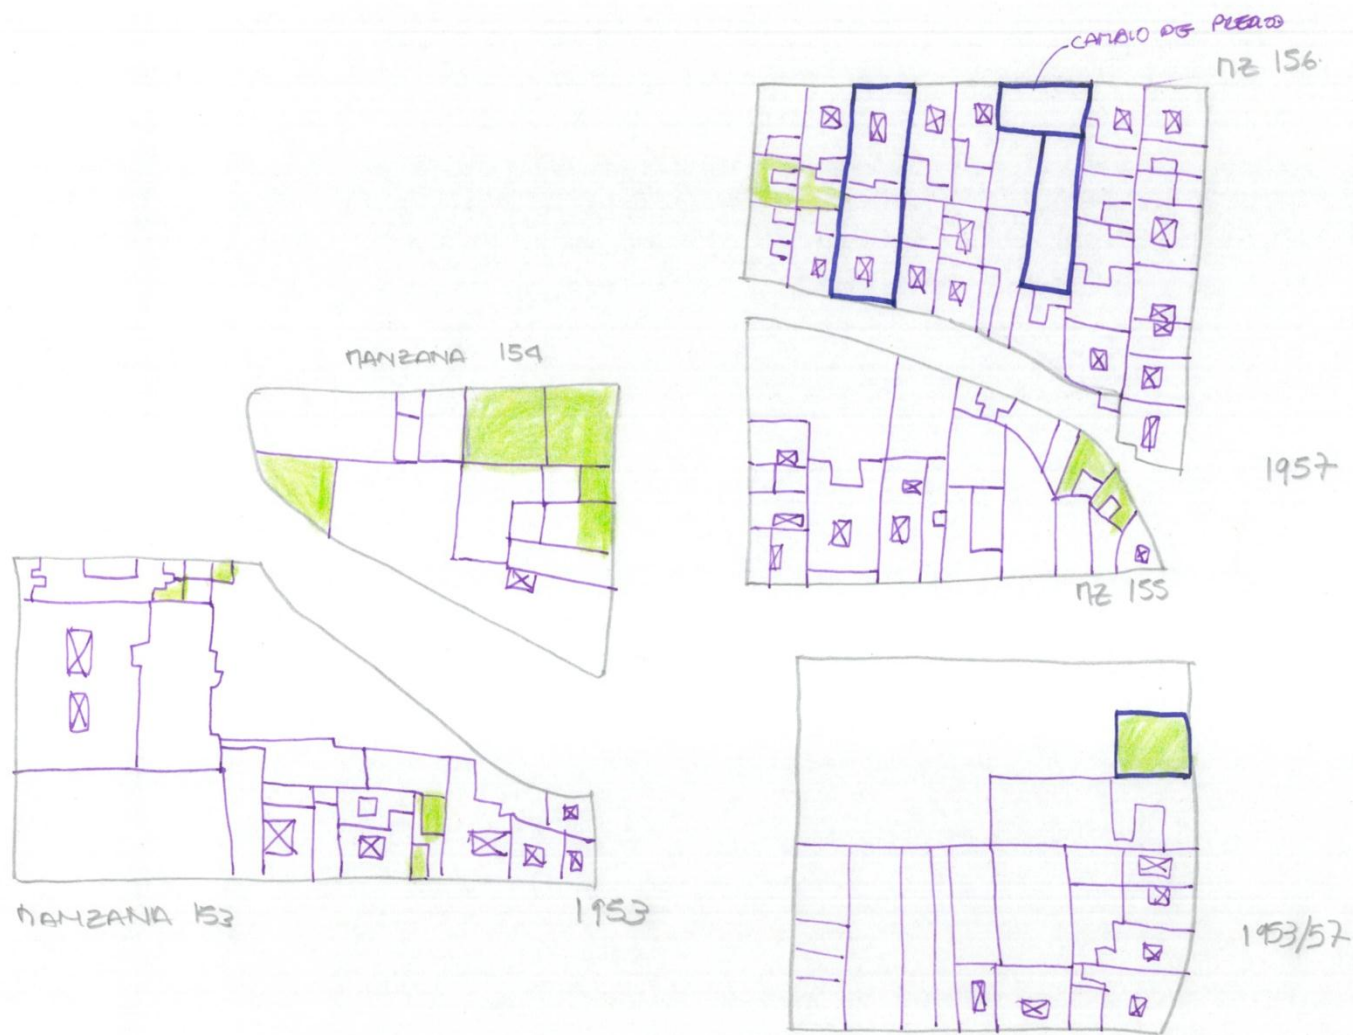 CAMBIO DE PREDIO
MZ 156.
MANZANA 154
1957
MZ 155
MANZANA 153
1953
1953/57